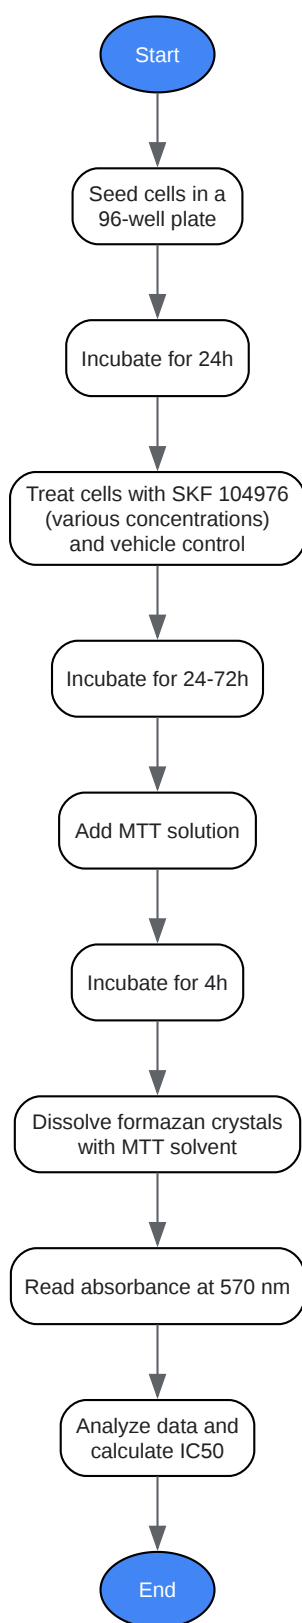 Start
Seed cells in a
96-well plate
Incubate for 24h
Treat cells with SKF 104976
(various concentrations)
and vehicle control
Incubate for 24-72h
Add MTT solution
Incubate for 4h
Dissolve formazan crystals
with MTT solvent
Read absorbance at 570 nm
Analyze data and
calculate IC50
End